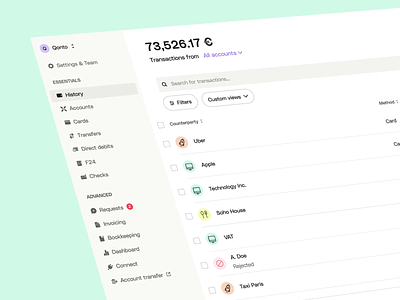 Q Qonto
Settings & Team
ESSENTIALS
History
Accounts
Cards
Transfers
Direct debits
F24
Checks
ADVANCED
Requests
Invoicing
Bookkeeping
Dashboard
Connect
Account transfer
73,526.17 €
Transactions from All accounts
Search for transactions...
Filters
Custom views
Counterparty
Method
Uber
Card
Apple
Technology Inc.
Soho House
VAT
A. Doe
Rejected
Taxi Paris